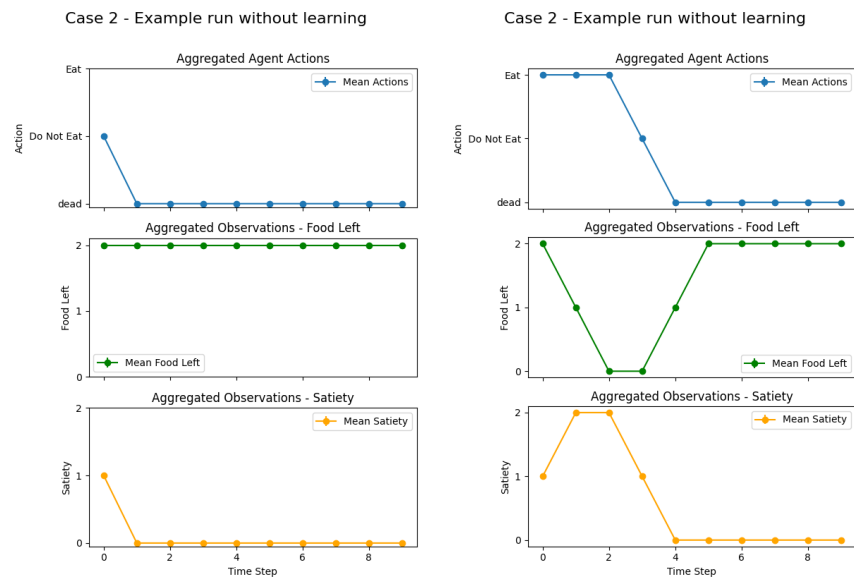 Case 2 - Example run without learning
Aggregated Agent Actions
Eat
Do Not Eat
dead
Action
Mean Actions
Aggregated Observations - Food Left
2
1
0
Food Left
Mean Food Left
Aggregated Observations - Satiety
2
1
0
Satiety
Mean Satiety
0 2 4 6 8
Time Step
Case 2 - Example run without learning
Aggregated Agent Actions
Eat
Do Not Eat
dead
Action
Mean Actions
Aggregated Observations - Food Left
2
1
0
Food Left
Mean Food Left
Aggregated Observations - Satiety
2
1
0
Satiety
Mean Satiety
0 2 4 6 8
Time Step